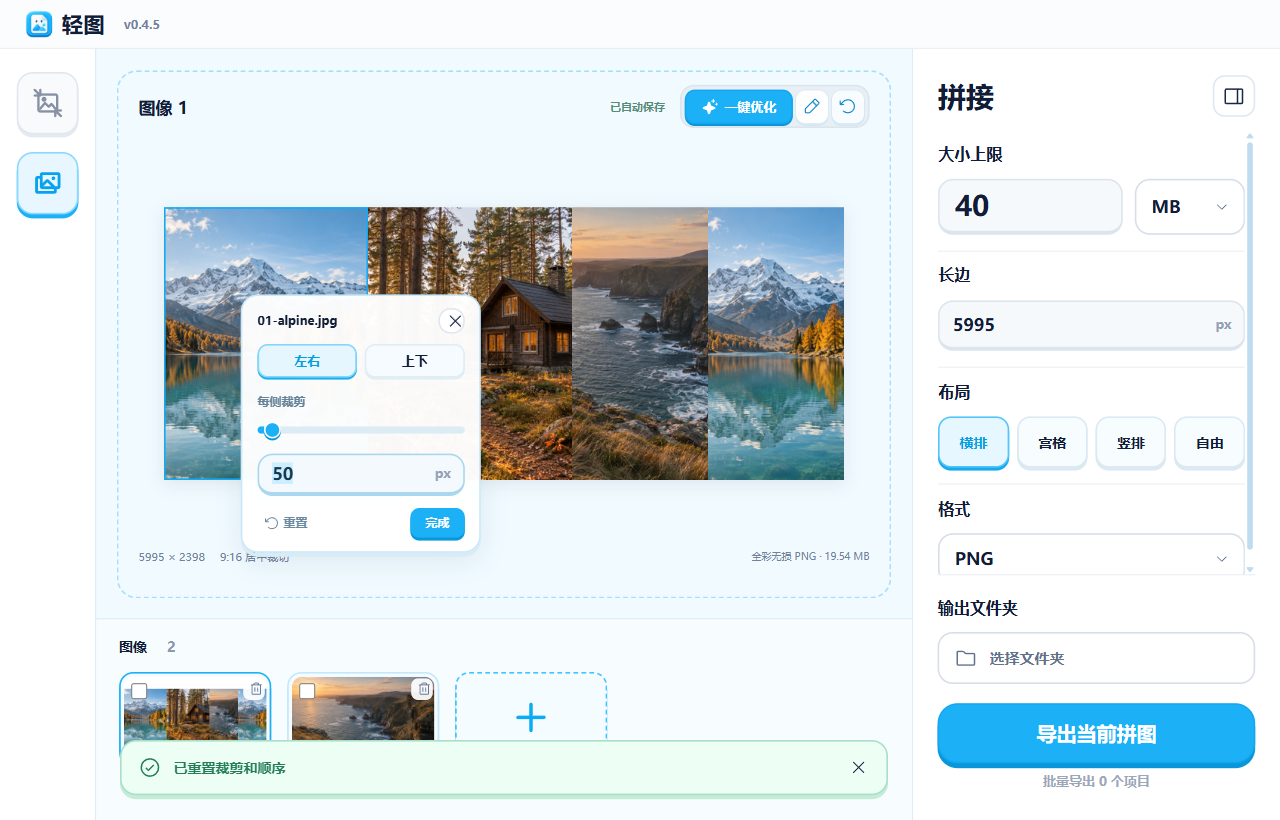 轻图 v0.4.5
图像 1
已自动保存
一键优化
01-alpine.jpg
左右 上下
每侧裁剪
50 px
重置 完成
5995 × 2398 9:16 居中裁切
全彩无损 PNG · 19.54 MB
图像 2
已重置裁剪和顺序
拼接
大小上限
40 MB
长边
5995 px
布局
横排 宫格 竖排 自由
格式
PNG
输出文件夹
选择文件夹
导出当前拼图
批量导出 0 个项目